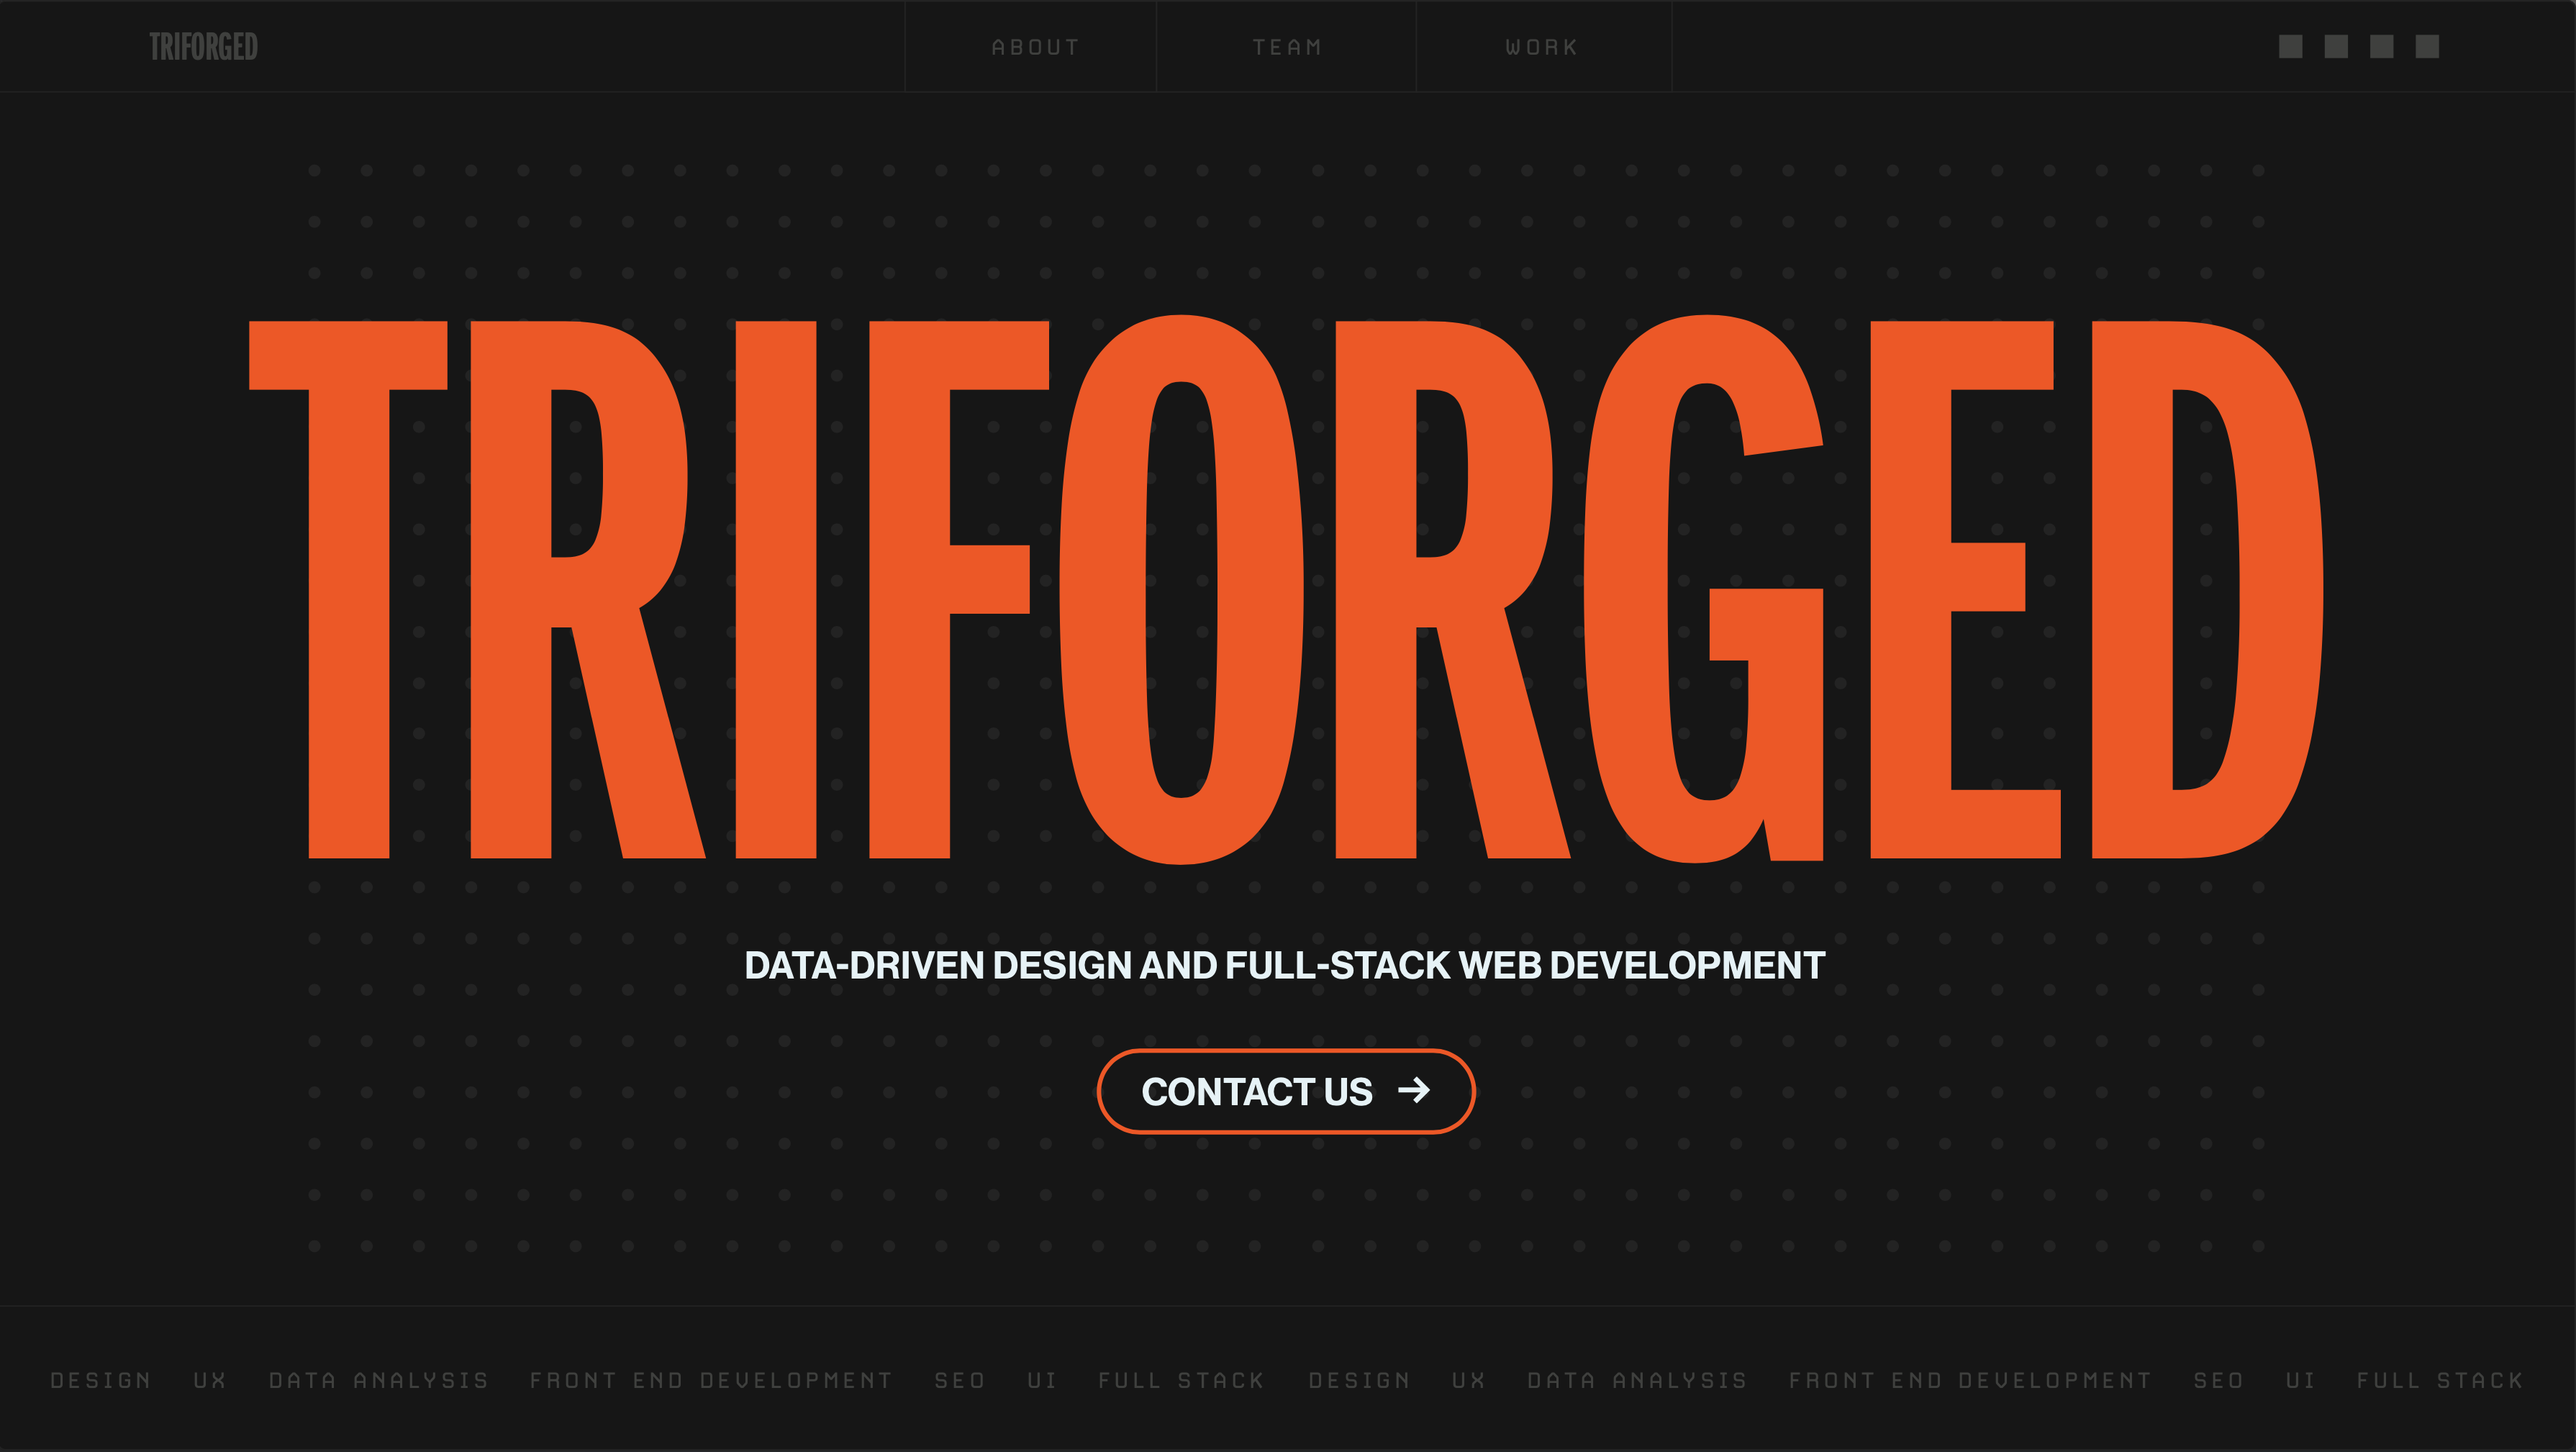 TRIFORGED
ABOUT TEAM WORK
TRIFORGED
DATA-DRIVEN DESIGN AND FULL-STACK WEB DEVELOPMENT
CONTACT US →
DESIGN UX DATA ANALYSIS FRONT END DEVELOPMENT SEO UI FULL STACK DESIGN UX DATA ANALYSIS FRONT END DEVELOPMENT SEO UI FULL STACK